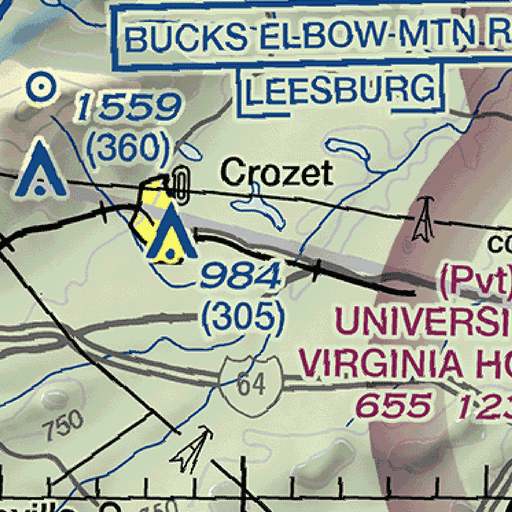 BUCKS ELBOW-MTN R
LEESBURG
1559
(360)
Crozet
984
(305)
(Pvt)
UNIVERSI
VIRGINIA HO
655 123
64
750